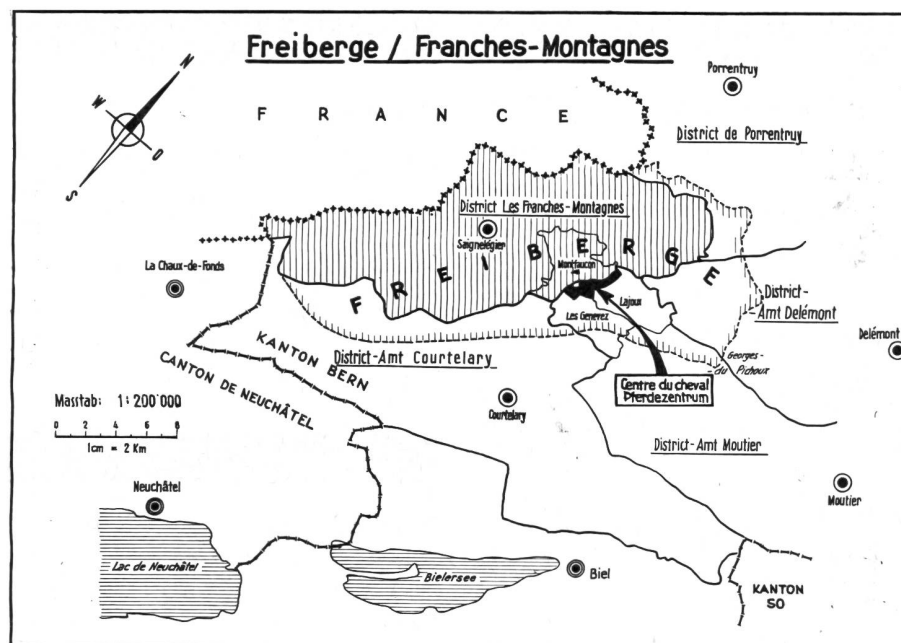 Freiberge / Franches-Montagnes
N
W
O
S
FRANCE
Porrentruy
District de Porrentruy
District Les Franches-Montagnes
Saignelégier
FREIBERGE
Montfaucon
La Chaux-de-Fonds
Lajoux
Les Genevez
District-
Amt Delémont
Delémont
Georges-
du Pichoux
District-Amt Courtelary
KANTON BERN
CANTON DE NEUCHÂTEL
Centre du cheval
Pferdezentrum
Masstab: 1:200'000
0 2 4 6 8
1cm = 2 Km
Courtelary
District-Amt Moutier
Moutier
Neuchâtel
Lac de Neuchâtel
Bielersee
Biel
KANTON
SO